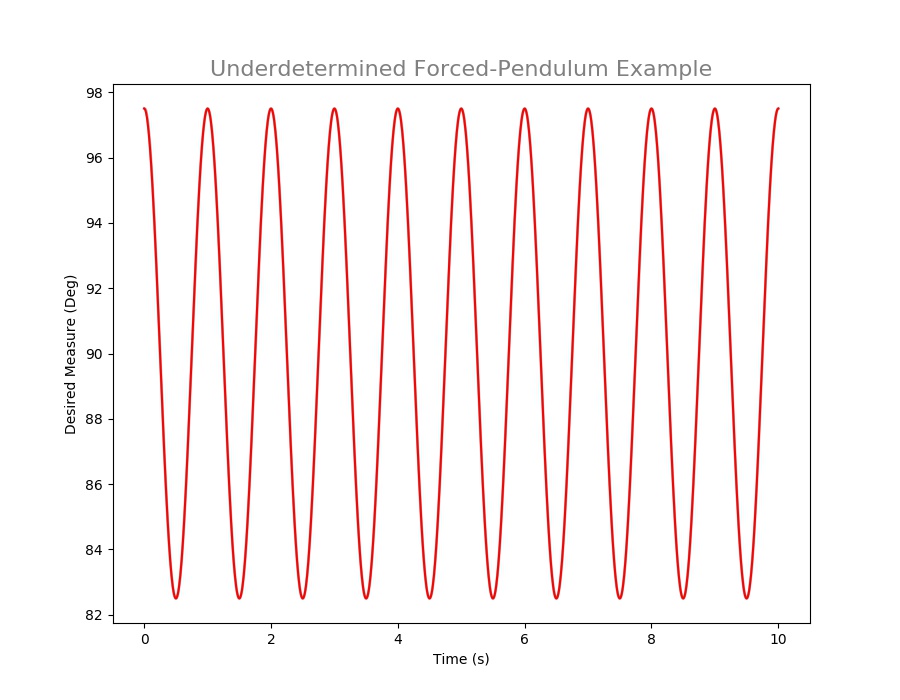 Underdetermined Forced-Pendulum Example
98
96
94
92
90
88
86
84
82
Desired Measure (Deg)
0 2 4 6 8 10
Time (s)